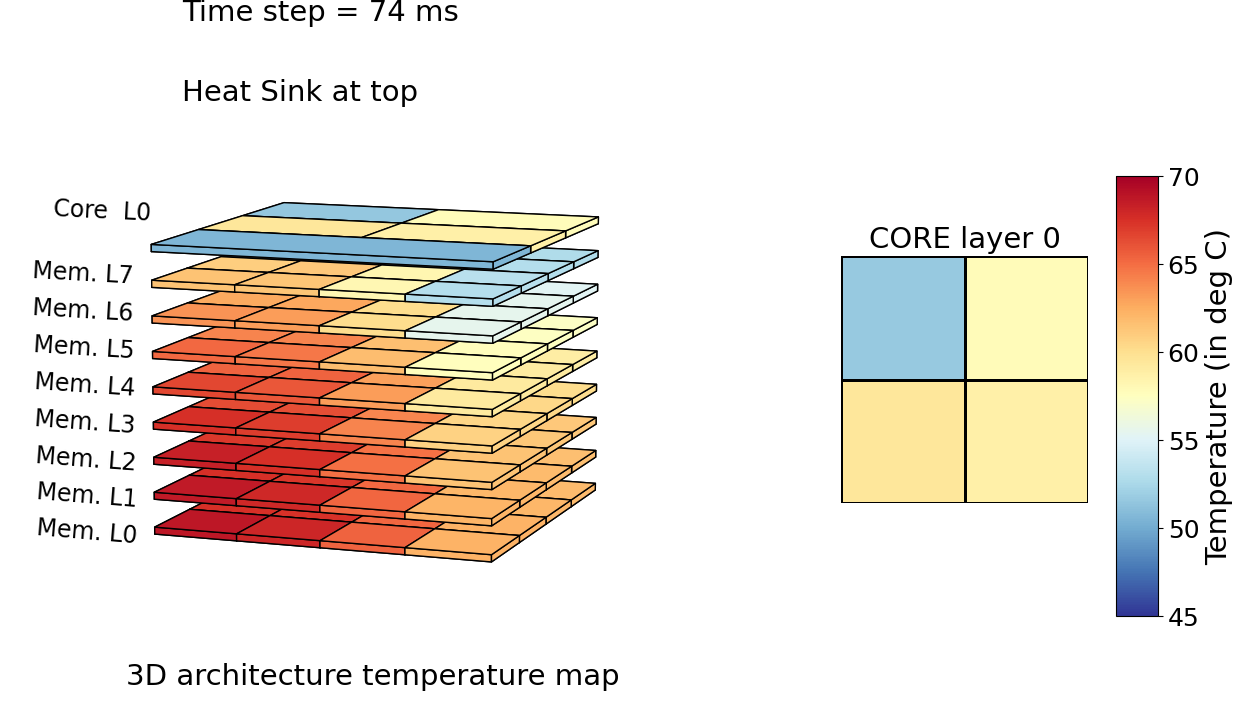 Time step = 74 ms
Heat Sink at top
Core L0
Mem. L7
Mem. L6
Mem. L5
Mem. L4
Mem. L3
Mem. L2
Mem. L1
Mem. L0
3D architecture temperature map
CORE layer 0
70
65
60
55
50
45
Temperature (in deg C)